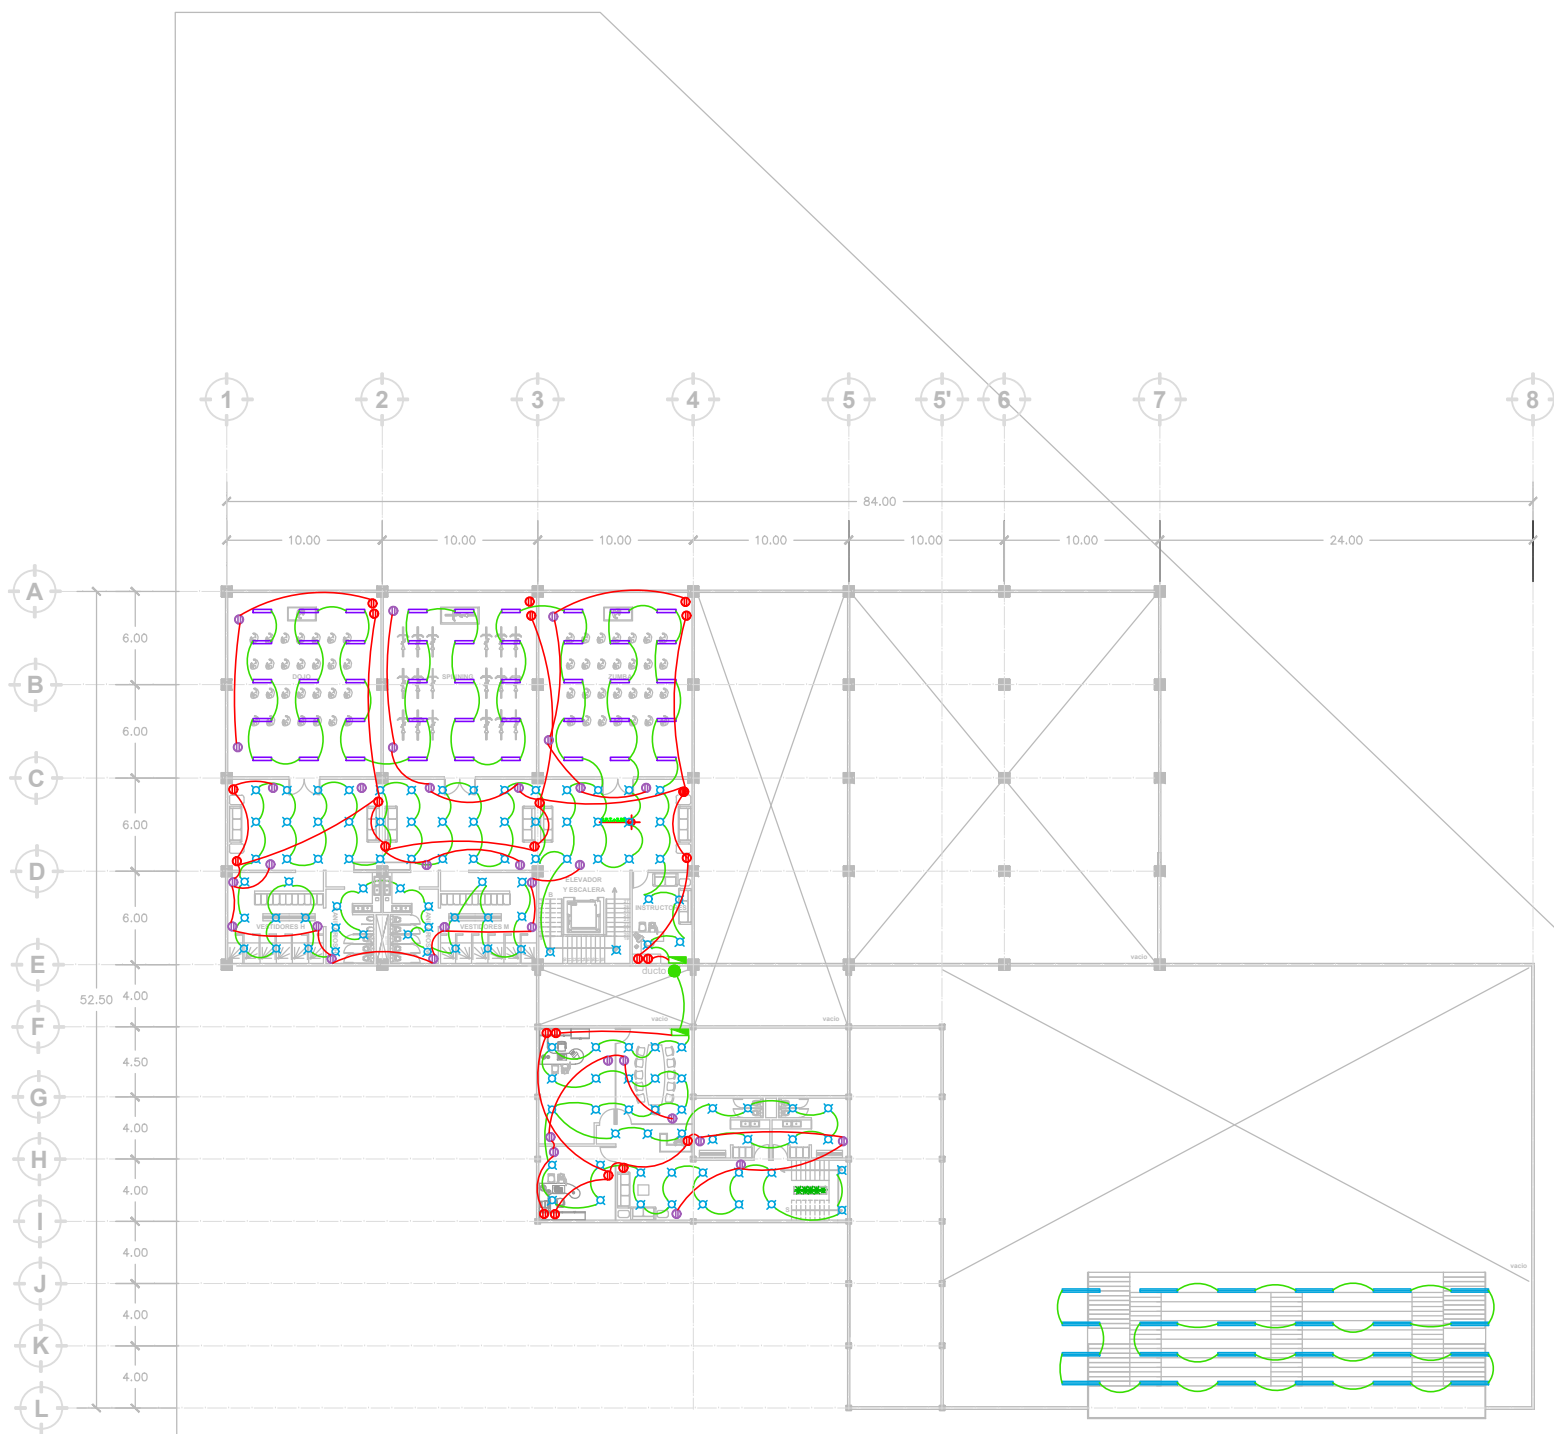 1 2 3 4 5 5' 6 7 8
84.00
10.00 10.00 10.00 10.00 10.00 10.00 24.00
A
6.00
DOJO SPINNING ZUMBA
B
6.00
C
6.00
D
ELEVADOR
Y ESCALERA
B
6.00
INSTRUCTORES
VESTIDORES H VESTIDORES M
vacio
E
ducto
52.50
4.00
vacio vacio
F
4.50
G
4.00
H
4.00
S
I
4.00
vacio
J
4.00
K
4.00
L